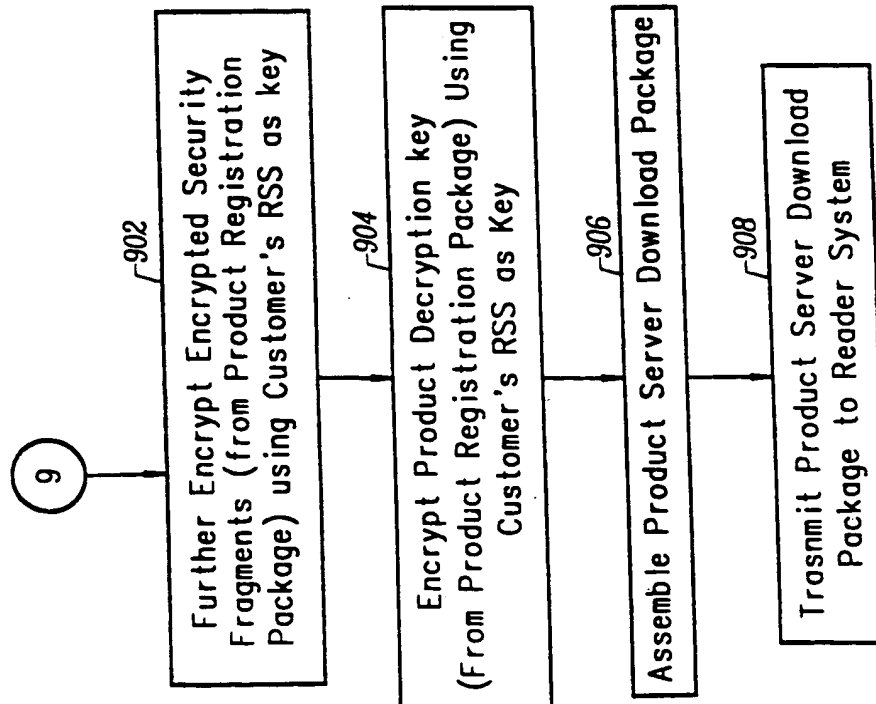 9
902
Further Encrypt Encrypted Security
Fragments (from Product Registration
Package) using Customer's RSS as key
904
Encrypt Product Decryption key
(From Product Registration Package) Using
Customer's RSS as Key
906
Assemble Product Server Download Package
908
Trasnmit Product Server Download
Package to Reader System